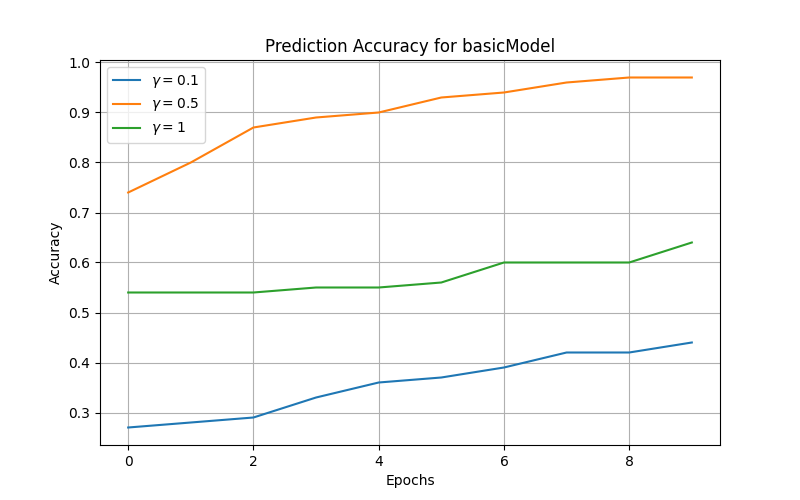 Prediction Accuracy for basicModel
1.0
0.9
0.8
0.7
0.6
0.5
0.4
0.3
Accuracy
γ = 0.1
γ = 0.5
γ = 1
0 2 4 6 8
Epochs